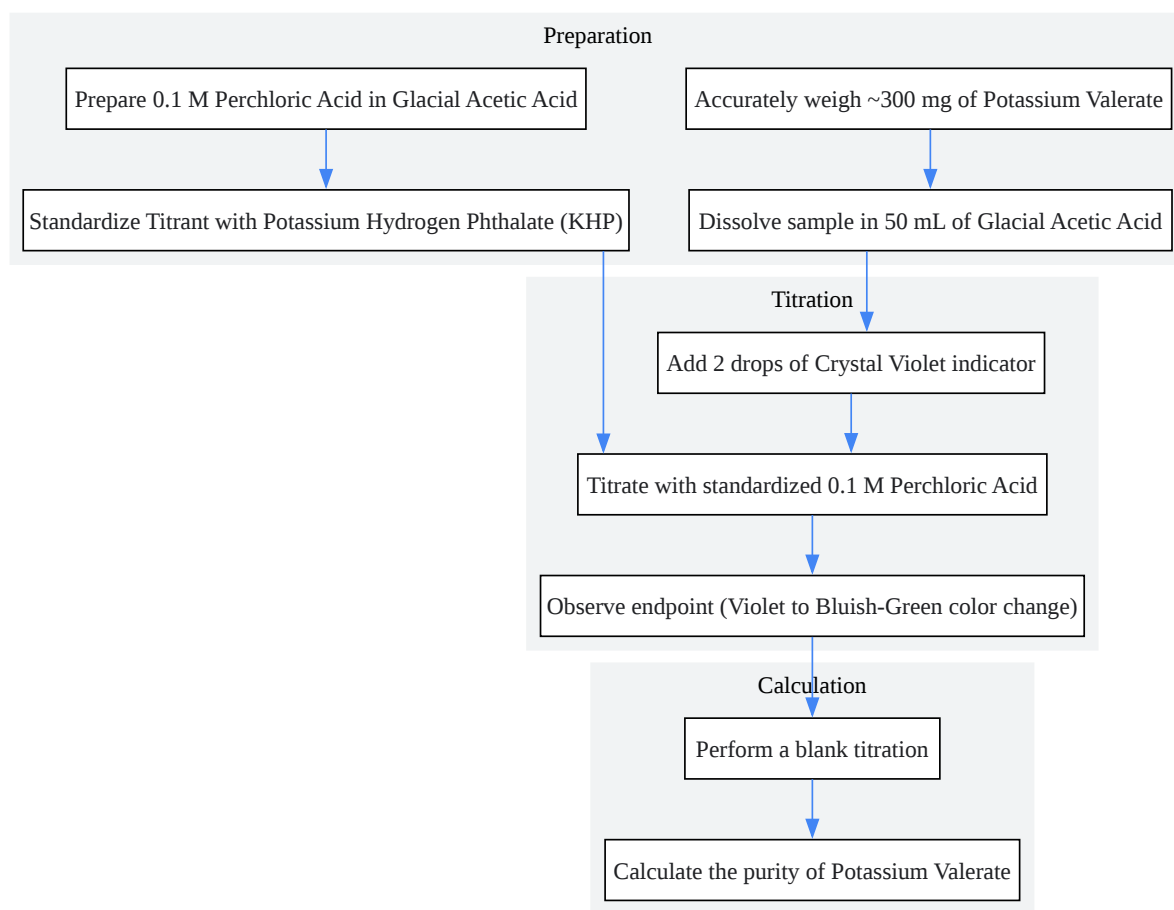 Preparation
Prepare 0.1 M Perchloric Acid in Glacial Acetic Acid
Accurately weigh ~300 mg of Potassium Valerate
Standardize Titrant with Potassium Hydrogen Phthalate (KHP)
Dissolve sample in 50 mL of Glacial Acetic Acid
Titration
Add 2 drops of Crystal Violet indicator
Titrate with standardized 0.1 M Perchloric Acid
Observe endpoint (Violet to Bluish-Green color change)
Calculation
Perform a blank titration
Calculate the purity of Potassium Valerate